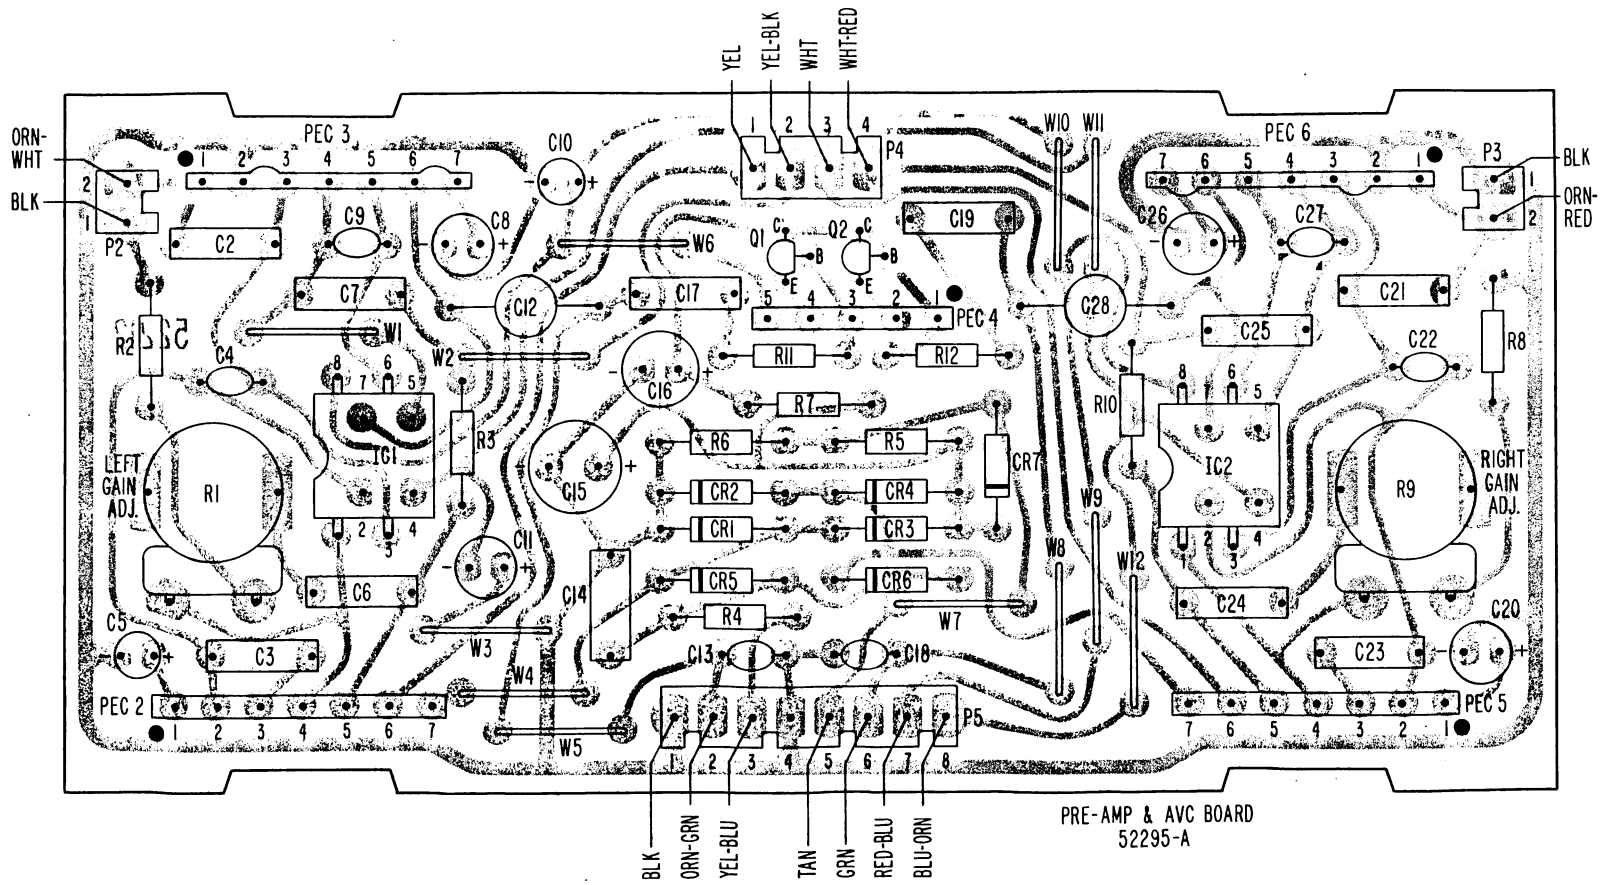 YEL
YEL-BLK
WHT
WHT-RED
1 2 3 4
P4
ORN-
WHT
BLK
2
1
P2
PEC 3
1 2 3 4 5 6 7
C10
- +
W10 W11
PEC 6
7 6 5 4 3 2 1
P3
1
2
BLK
ORN-
RED
C2
C9
C8
- +
W6
Q1
C
B
E
Q2
C
B
E
C19
C26
- +
C27
C7
C12
C17
5 4 3 2 1
PEC 4
C28
C21
C25
R2
W1
W2
C4
C16
- +
R11
R12
R10
C22
R8
8 7 6 5
IC1
1 2 3 4
R3
R7
R6
R5
CR7
8 7 6 5
IC2
1 2 3 4
LEFT
GAIN
ADJ.
R1
C15
- +
CR2
CR4
CR1
CR3
W9
R9
RIGHT
GAIN
ADJ.
C11
- +
C14
CR5
CR6
W8
W12
C6
R4
W7
C24
C5
- +
C3
W3
W4
C13
C18
C23
C20
- +
PEC 2
1 2 3 4 5 6 7
W5
P5
1 2 3 4 5 6 7 8
PEC 5
7 6 5 4 3 2 1
BLK
ORN-GRN
YEL-BLU
TAN
GRN
RED-BLU
BLU-ORN
PRE-AMP & AVC BOARD
52295-A